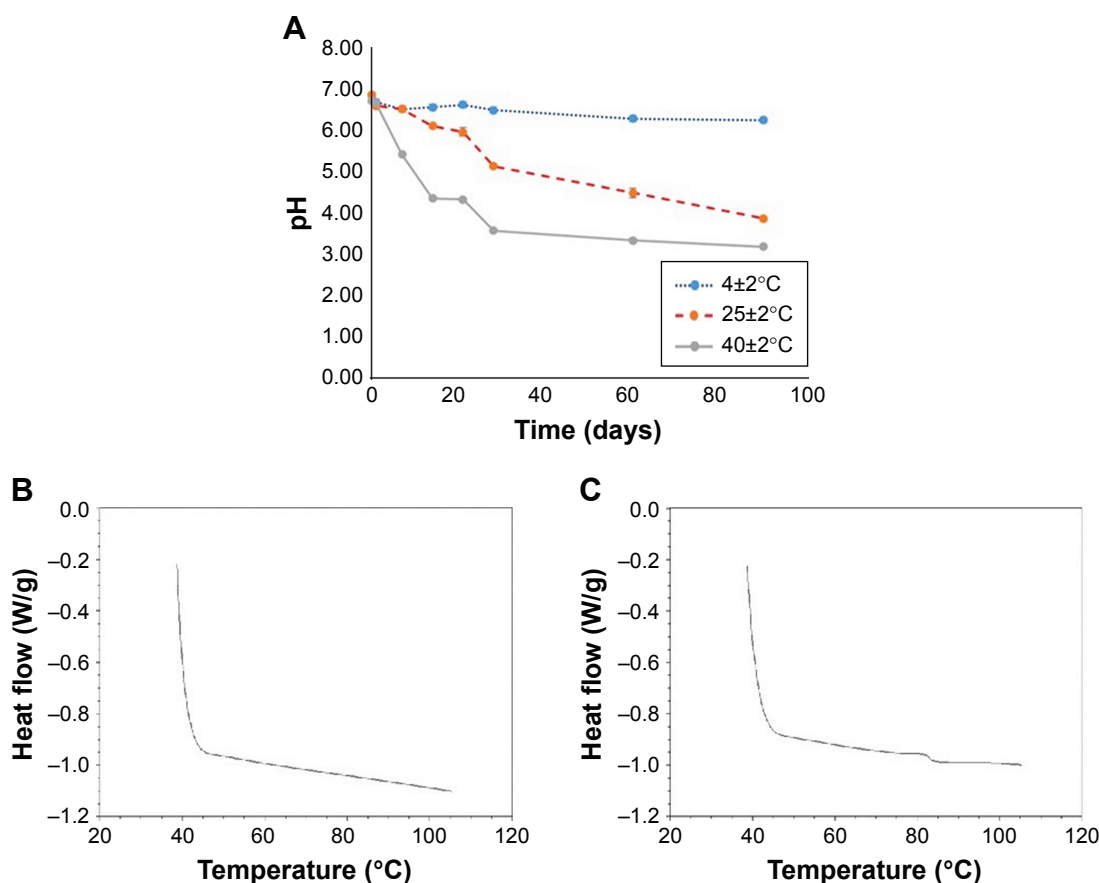 A
8.00
7.00
6.00
5.00
4.00
3.00
2.00
1.00
0.00
pH
0 20 40 60 80 100
Time (days)
4±2°C
25±2°C
40±2°C
B
0.0
–0.2
–0.4
–0.6
–0.8
–1.0
–1.2
Heat flow (W/g)
20 40 60 80 100 120
Temperature (°C)
C
0.0
–0.2
–0.4
–0.6
–0.8
–1.0
–1.2
Heat flow (W/g)
20 40 60 80 100 120
Temperature (°C)